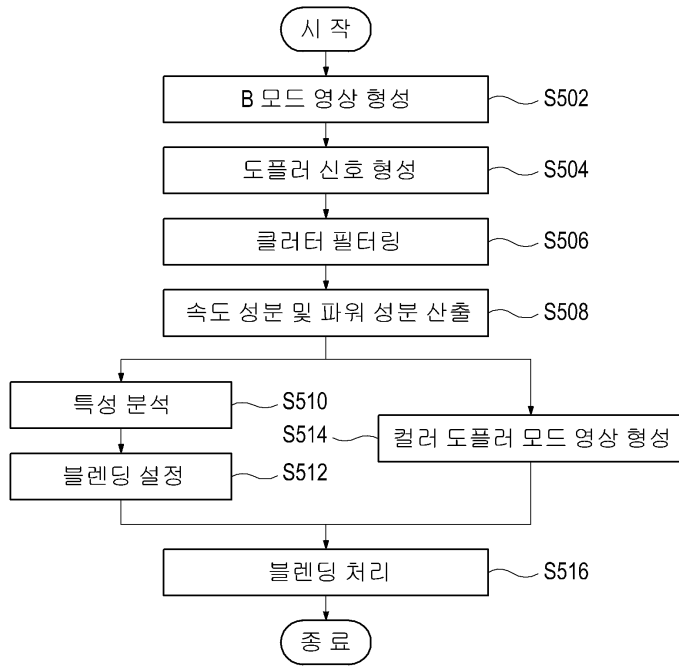 시작
B 모드 영상 형성
S502
도플러 신호 형성
S504
클러터 필터링
S506
속도 성분 및 파워 성분 산출
S508
특성 분석
S510
S514
컬러 도플러 모드 영상 형성
블렌딩 설정
S512
블렌딩 처리
S516
종료